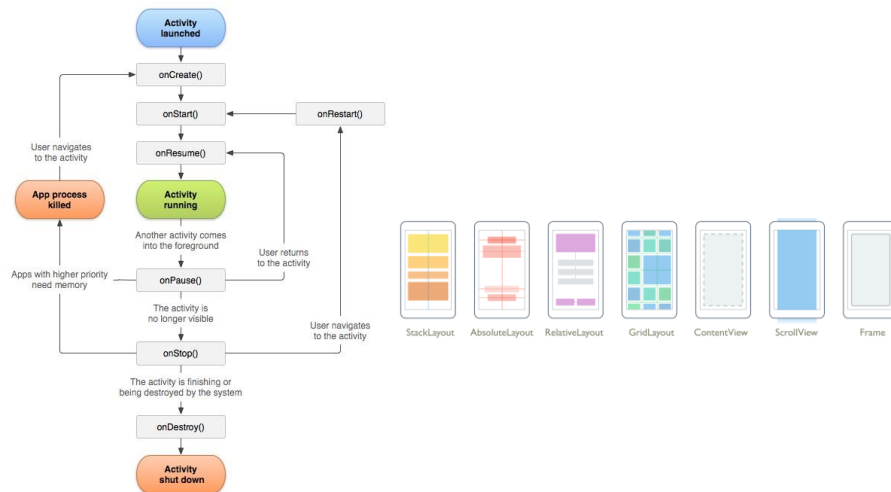 Activity
launched
onCreate()
onStart()
onRestart()
User navigates
to the activity
onResume()
App process
killed
Activity
running
Another activity comes
into the foreground
User returns
to the activity
Apps with higher priority
need memory
onPause()
The activity is
no longer visible
User navigates
to the activity
onStop()
The activity is finishing or
being destroyed by the system
onDestroy()
Activity
shut down
StackLayout
AbsoluteLayout
RelativeLayout
GridLayout
ContentView
ScrollView
Frame